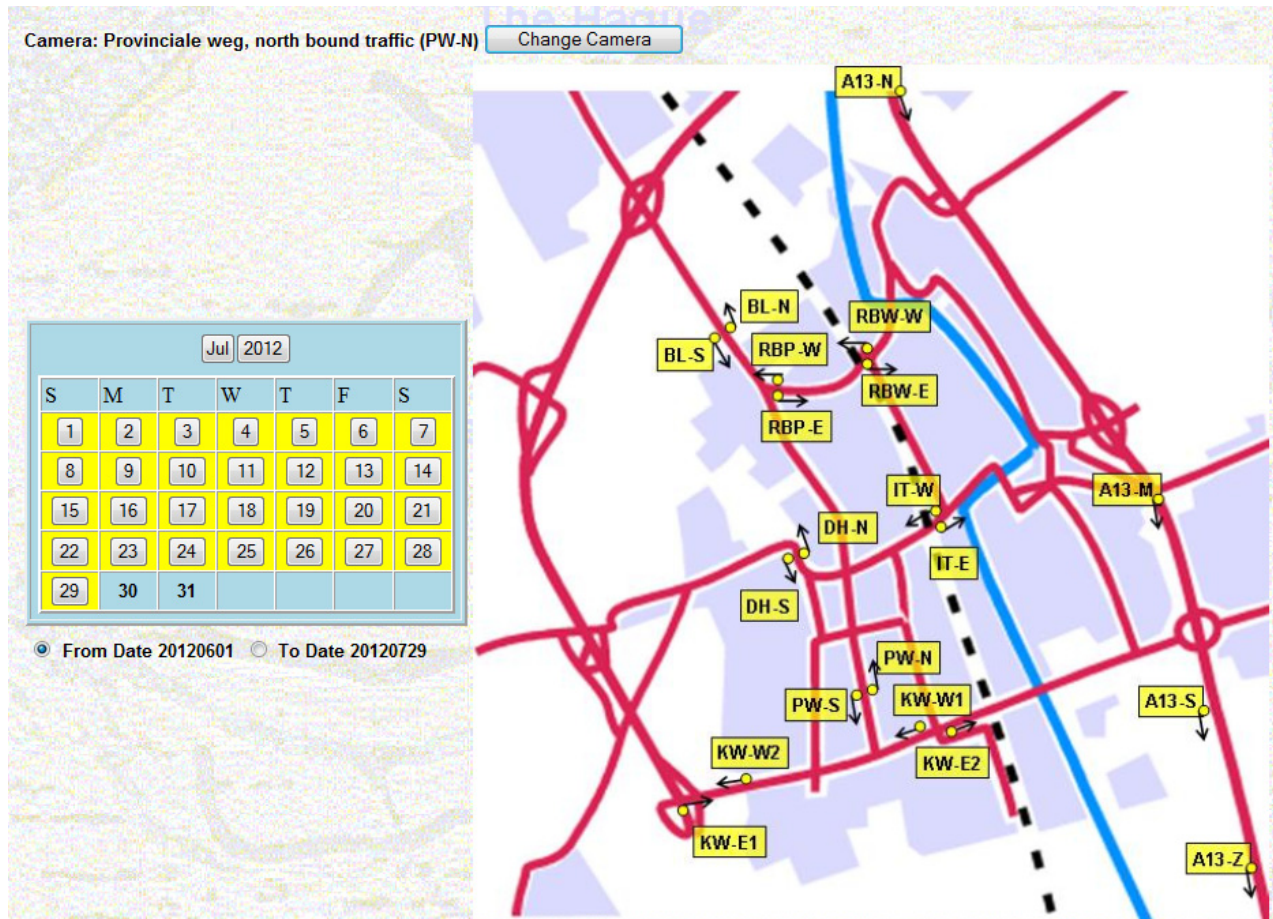 The Hague
Camera: Provinciale weg, north bound traffic (PW-N) Change Camera
Jul 2012
S M T W T F S
1 2 3 4 5 6 7
8 9 10 11 12 13 14
15 16 17 18 19 20 21
22 23 24 25 26 27 28
29 30 31
From Date 20120601 To Date 20120729
A13-N
BL-N
RBW-W
BL-S
RBP-W
RBW-E
RBP-E
IT-W
A13-M
DH-N
IT-E
DH-S
PW-N
PW-S
KW-W1
A13-S
KW-W2
KW-E2
KW-E1
A13-Z